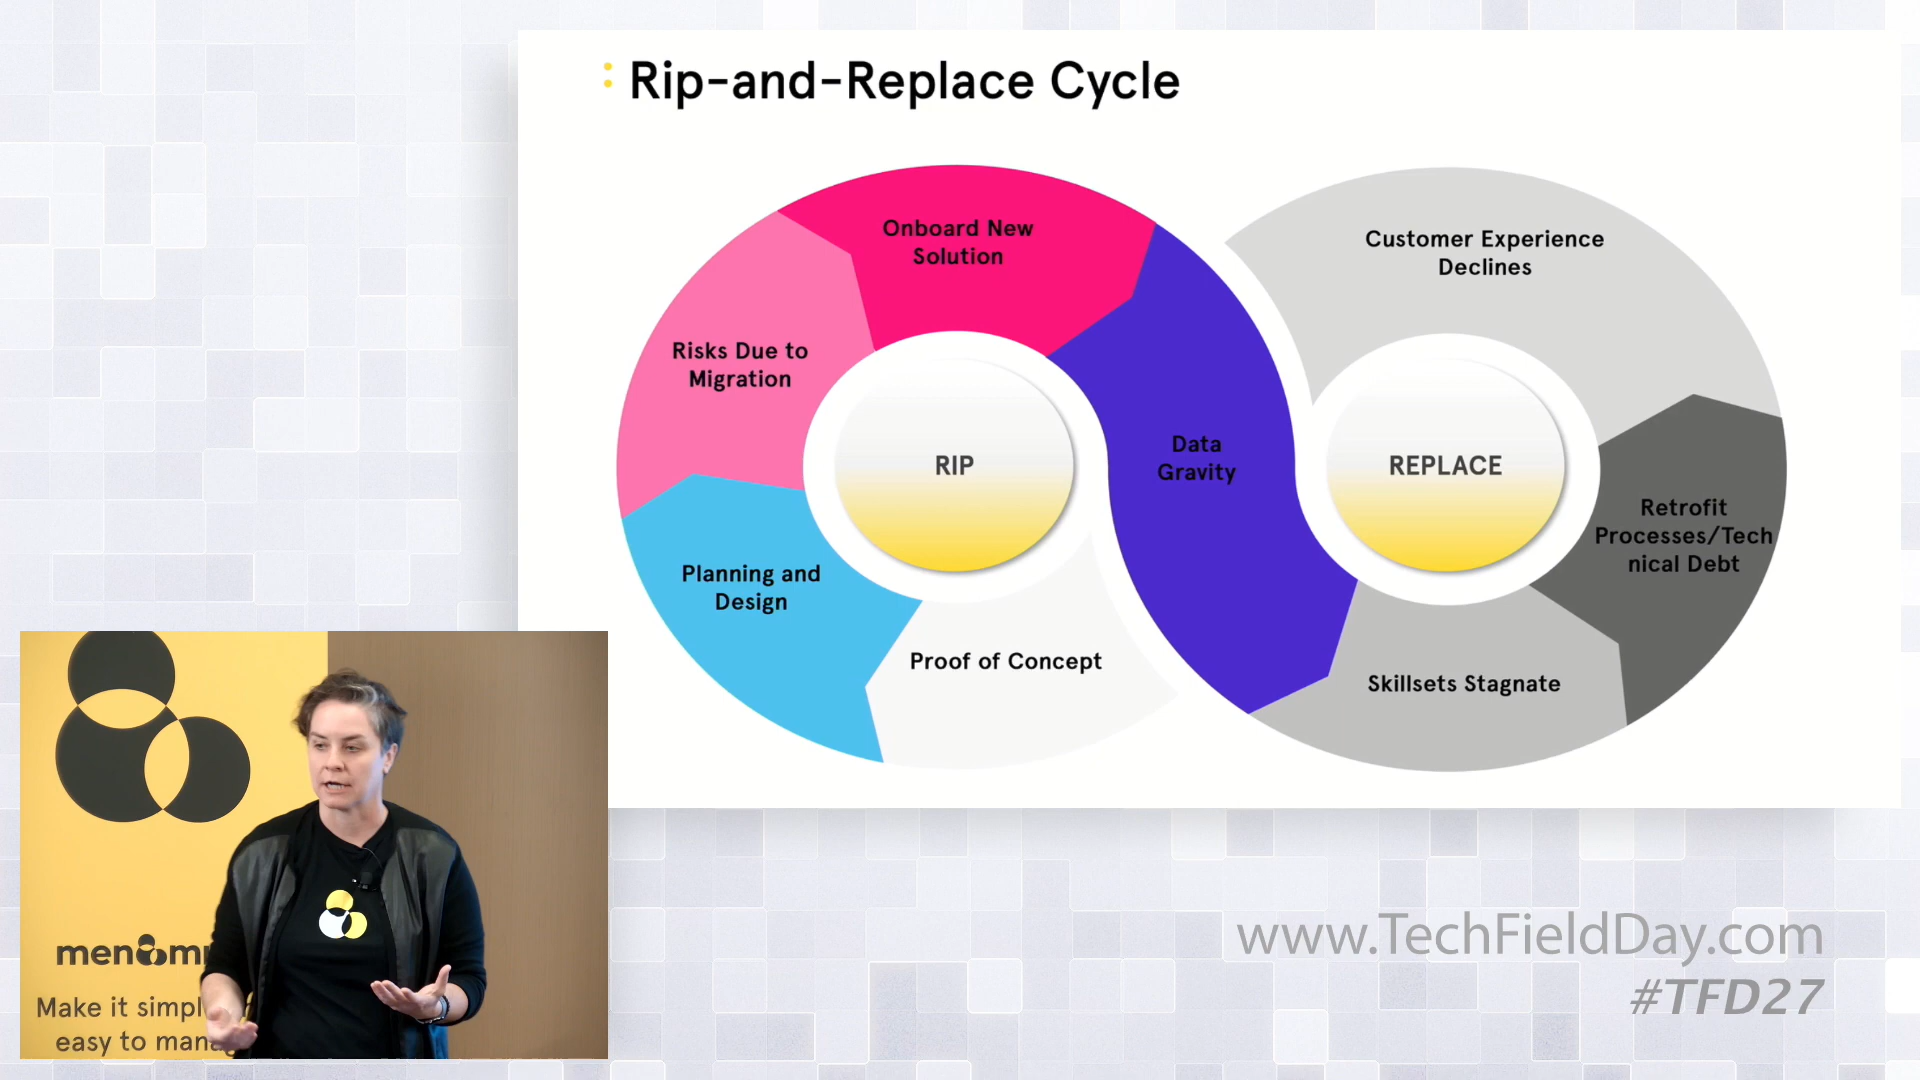 Rip-and-Replace Cycle
Onboard New
Solution
Customer Experience
Declines
Risks Due to
Migration
Data
Gravity
RIP
REPLACE
Retrofit
Processes/Tech
nical Debt
Planning and
Design
Proof of Concept
Skillsets Stagnate
Make it simpl
easy to mana
www.TechFieldDay.com
#TFD27